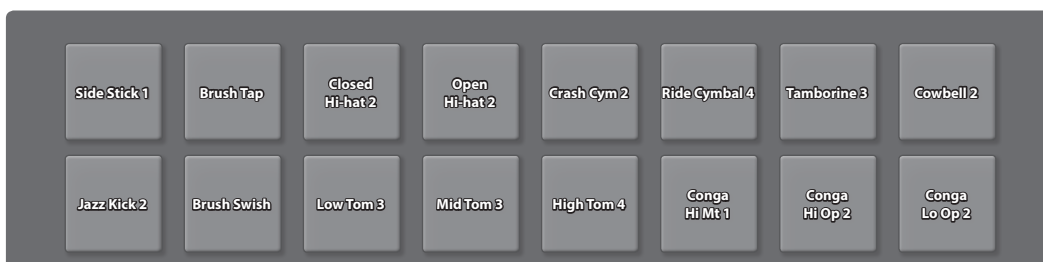 Side Stick 1
Brush Tap
Closed
Hi-hat 2
Open
Hi-hat 2
Crash Cym 2
Ride Cymbal 4
Tamborine 3
Cowbell 2
Jazz Kick 2
Brush Swish
Low Tom 3
Mid Tom 3
High Tom 4
Conga
Hi Mt 1
Conga
Hi Op 2
Conga
Lo Op 2